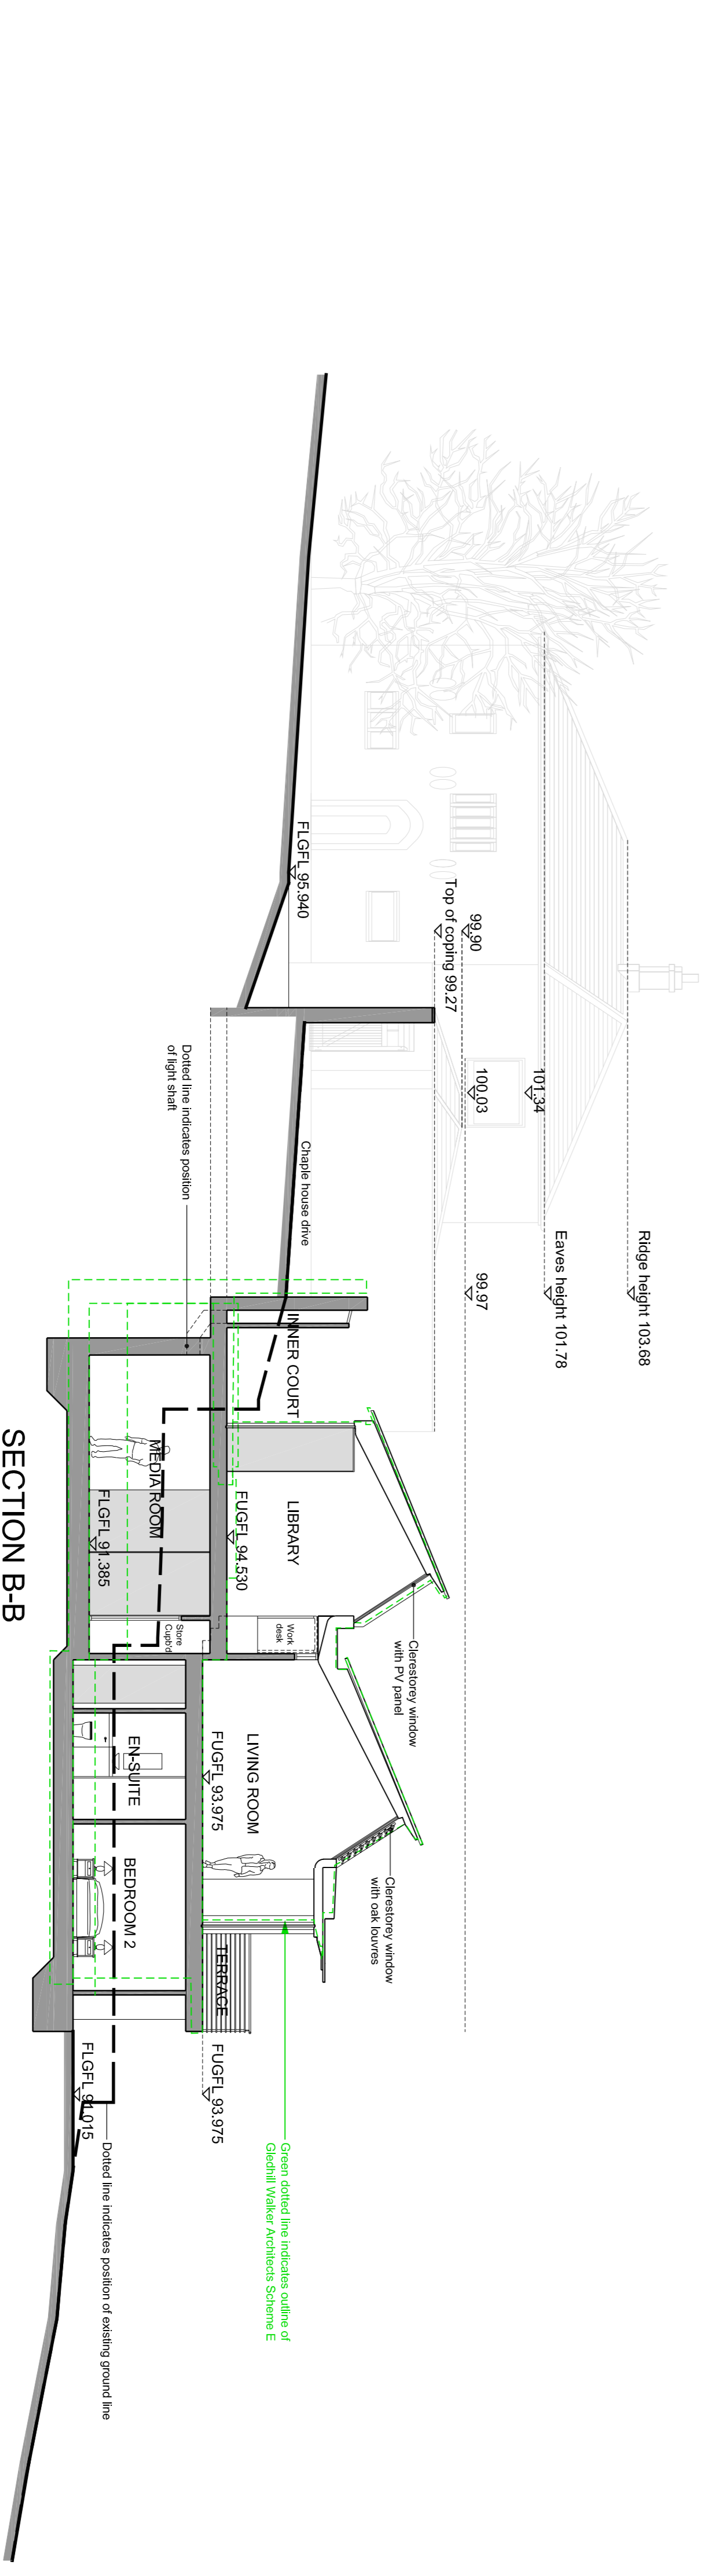 Ridge height 103.68
Eaves height 101.78
101.34
99.90
100.03
99.97
Top of coping 99.27
FLGFL 95.940
Chaple house drive
Dotted line indicates position
of light shaft
INNER COURT
LIBRARY
Clerestorey window
with PV panel
Clerestorey window
with oak louvres
Work
desk
FUGFL 94.530
MEDIA ROOM
FLGFL 91.385
Store
Cupb'd
LIVING ROOM
FUGFL 93.975
EN-SUITE
BEDROOM 2
TERRACE
FUGFL 93.975
FLGFL 91.015
Green dotted line indicates outline of
Gledhill Walker Architects Scheme E
Dotted line indicates position of existing ground line
SECTION B-B